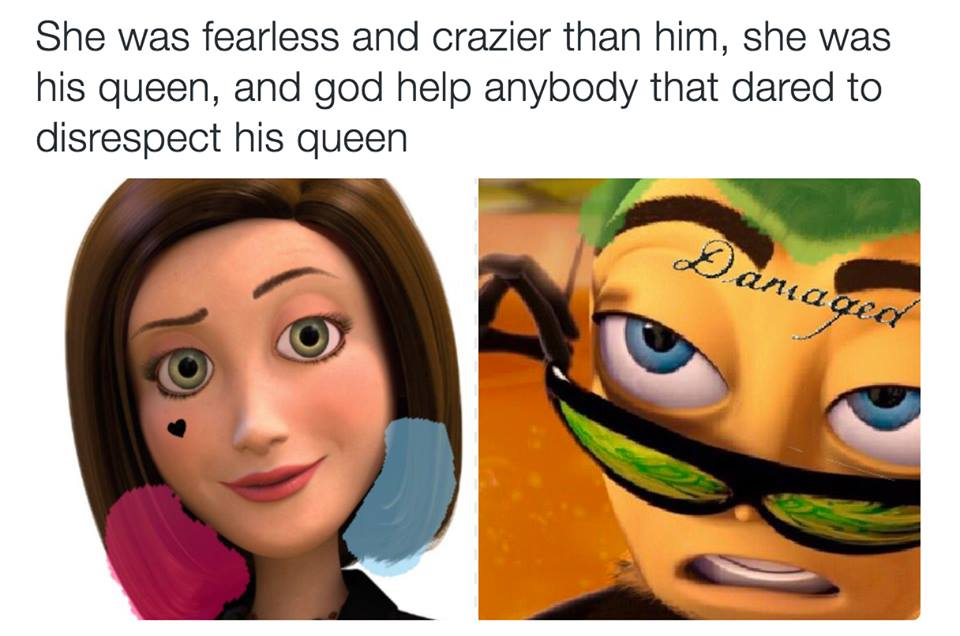 She was fearless and crazier than him, she was
his queen, and god help anybody that dared to
disrespect his queen
Damaged